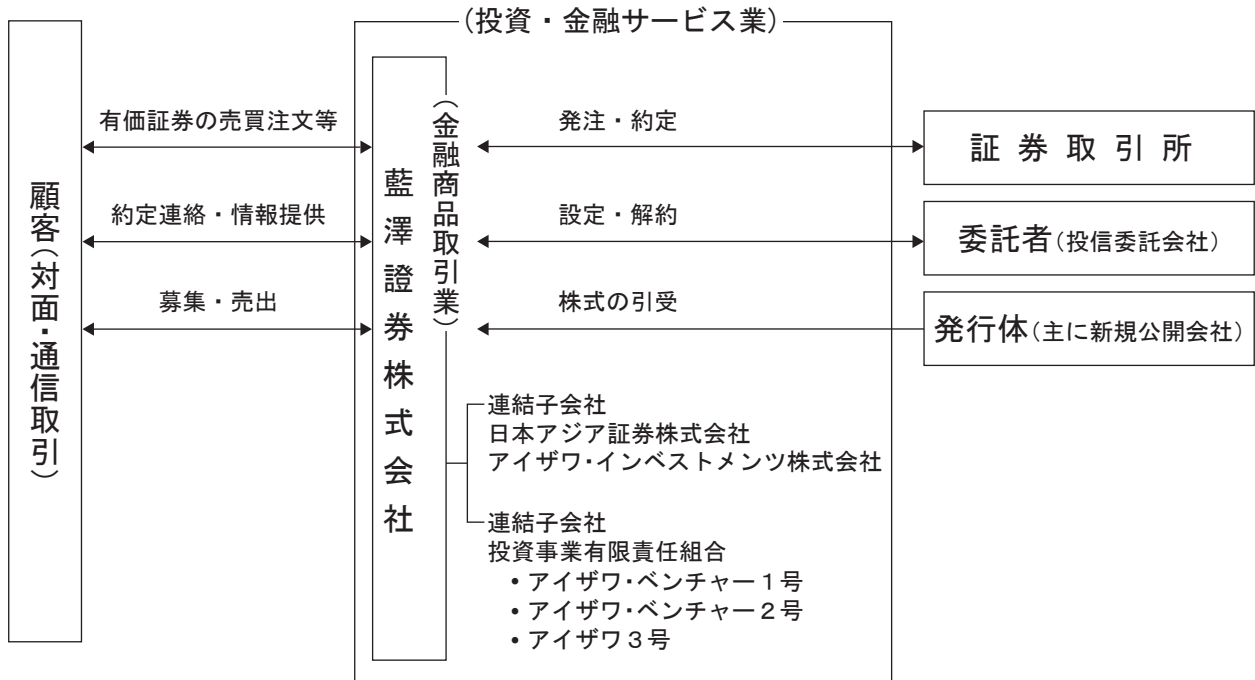 （投資・金融サービス業）
顧客（対面・通信取引）
有価証券の売買注文等
約定連絡・情報提供
募集・売出
藍澤證券株式会社
（金融商品取引業）
発注・約定
設定・解約
株式の引受
証券取引所
委託者（投信委託会社）
発行体（主に新規公開会社）
連結子会社
日本アジア証券株式会社
アイザワ・インベストメンツ株式会社
連結子会社
投資事業有限責任組合
• アイザワ・ベンチャー１号
• アイザワ・ベンチャー２号
• アイザワ３号